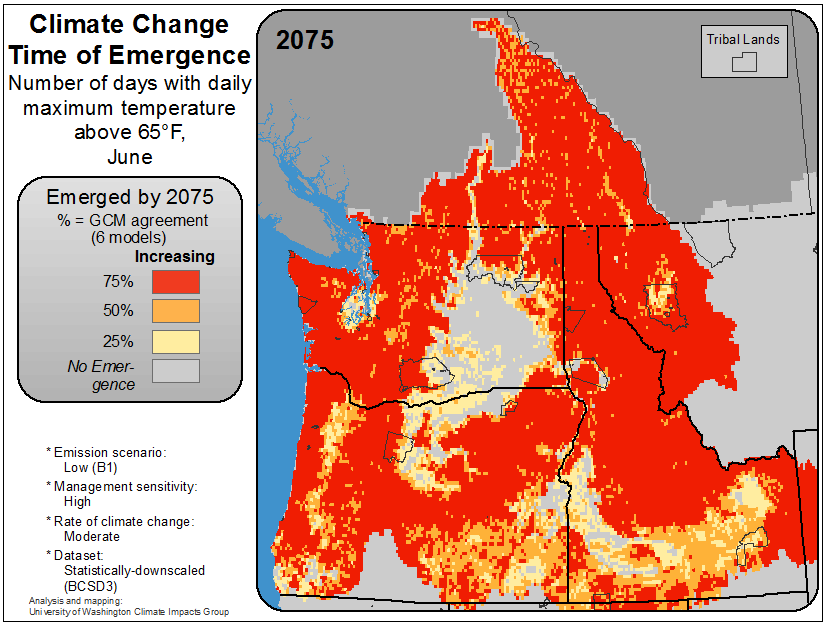 Climate Change
Time of Emergence
Number of days with daily
maximum temperature
above 65°F,
June
Emerged by 2075
% = GCM agreement
(6 models)
Increasing
75%
50%
25%
No Emer-
gence
* Emission scenario:
Low (B1)
* Management sensitivity:
High
* Rate of climate change:
Moderate
* Dataset:
Statistically-downscaled
(BCSD3)
Analysis and mapping:
University of Washington Climate Impacts Group
2075
Tribal Lands